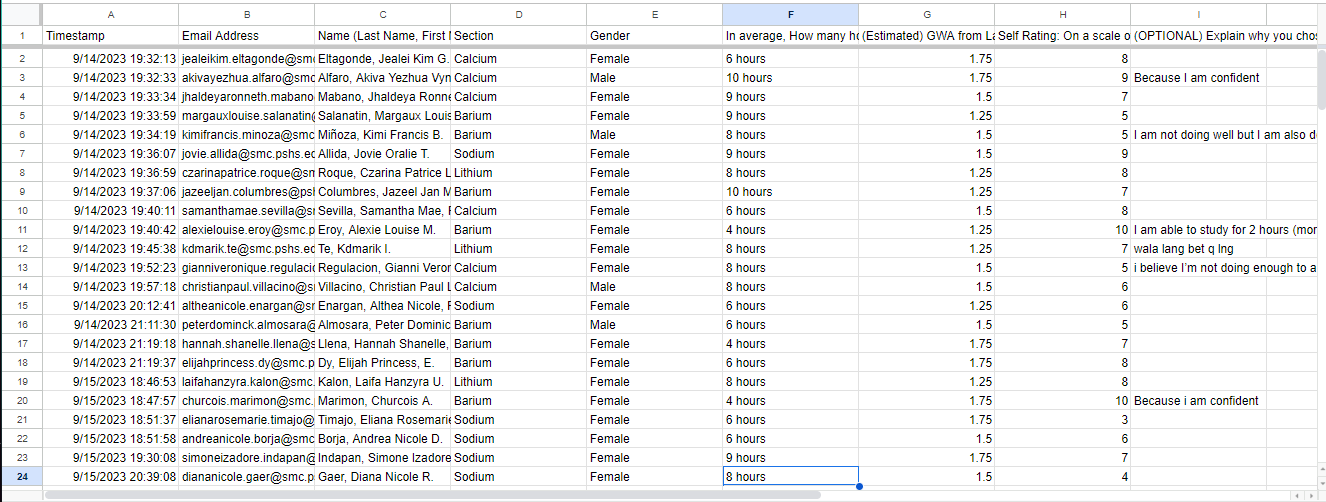 A B C D E F G H I
1 Timestamp Email Address Name (Last Name, First Section Gender In average, How many ho (Estimated) GWA from La Self Rating: On a scale o (OPTIONAL) Explain why you chos
2 9/14/2023 19:32:13 jealeikim.eltagonde@smc Eltagonde, Jealei Kim G. Calcium Female 6 hours 1.75 8
3 9/14/2023 19:32:33 akivayezhua.alfaro@smc Alfaro, Akiva Yezhua Vyn Calcium Male 10 hours 1.75 9 Because I am confident
4 9/14/2023 19:33:34 jhaldeyaronneth.mabano Mabano, Jhaldeya Ronne Calcium Female 9 hours 1.5 7
5 9/14/2023 19:33:59 margauxlouise.salanatin Salanatin, Margaux Louis Barium Female 9 hours 1.25 5
6 9/14/2023 19:34:19 kimifrancis.minoza@smc Miñoza, Kimi Francis B. Barium Male 8 hours 1.5 5 I am not doing well but I am also d
7 9/14/2023 19:36:07 jovie.allida@smc.pshs.ed Allida, Jovie Oralie T. Sodium Female 9 hours 1.5 9
8 9/14/2023 19:36:59 czarinapatrice.roque@sm Roque, Czarina Patrice L Lithium Female 8 hours 1.25 8
9 9/14/2023 19:37:06 jazeeljan.columbres@psh Columbres, Jazeel Jan M Barium Female 10 hours 1.25 7
10 9/14/2023 19:40:11 samanthamae.sevilla@s Sevilla, Samantha Mae, Calcium Female 6 hours 1.5 8
11 9/14/2023 19:40:42 alexielouise.eroy@smc.p Eroy, Alexie Louise M. Barium Female 4 hours 1.25 10 I am able to study for 2 hours (mor
12 9/14/2023 19:45:38 kdmarik.te@smc.pshs.ed Te, Kdmarik I. Lithium Female 8 hours 1.25 7 wala lang bet q lng
13 9/14/2023 19:52:23 gianniveronique.regulacio Regulacion, Gianni Veron Calcium Female 8 hours 1.5 5 i believe I'm not doing enough to a
14 9/14/2023 19:57:18 christianpaul.villacino@s Villacino, Christian Paul L Calcium Male 8 hours 1.5 6
15 9/14/2023 20:12:41 altheanicole.enargan@s Enargan, Althea Nicole, Sodium Female 6 hours 1.25 6
16 9/14/2023 21:11:30 peterdominck.almosara@ Almosara, Peter Dominic Barium Male 6 hours 1.5 5
17 9/14/2023 21:19:18 hannah.shanelle.llena@s Llena, Hannah Shanelle, Barium Female 4 hours 1.75 7
18 9/14/2023 21:19:37 elijahprincess.dy@smc.p Dy, Elijah Princess, E. Barium Female 6 hours 1.75 8
19 9/15/2023 18:46:53 laifahanzyra.kalon@smc. Kalon, Laifa Hanzyra U. Lithium Female 8 hours 1.25 8
20 9/15/2023 18:47:57 churcois.marimon@smc. Marimon, Churcois A. Barium Female 4 hours 1.75 10 Because i am confident
21 9/15/2023 18:51:37 elianarosemarie.timajo@ Timajo, Eliana Rosemarie Sodium Female 6 hours 1.75 3
22 9/15/2023 18:51:58 andreanicole.borja@smc Borja, Andrea Nicole D. Sodium Female 6 hours 1.5 6
23 9/15/2023 19:30:08 simoneizadore.indapan@ Indapan, Simone Izadore Sodium Female 9 hours 1.75 7
24 9/15/2023 20:39:08 diananicole.gaer@smc.p Gaer, Diana Nicole R. Sodium Female 8 hours 1.5 4